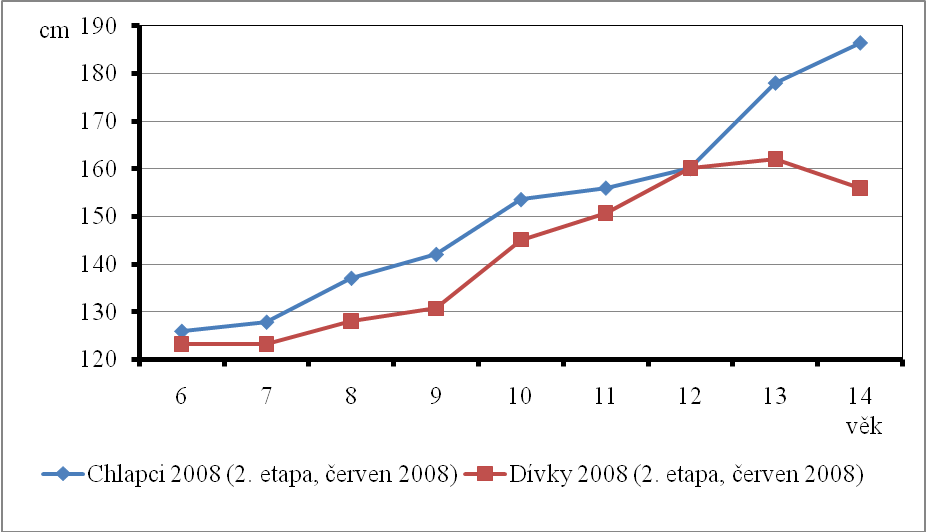 cm
190
180
170
160
150
140
130
120
6 7 8 9 10 11 12 13 14
věk
Chlapci 2008 (2. etapa, červen 2008) Dívky 2008 (2. etapa, červen 2008)